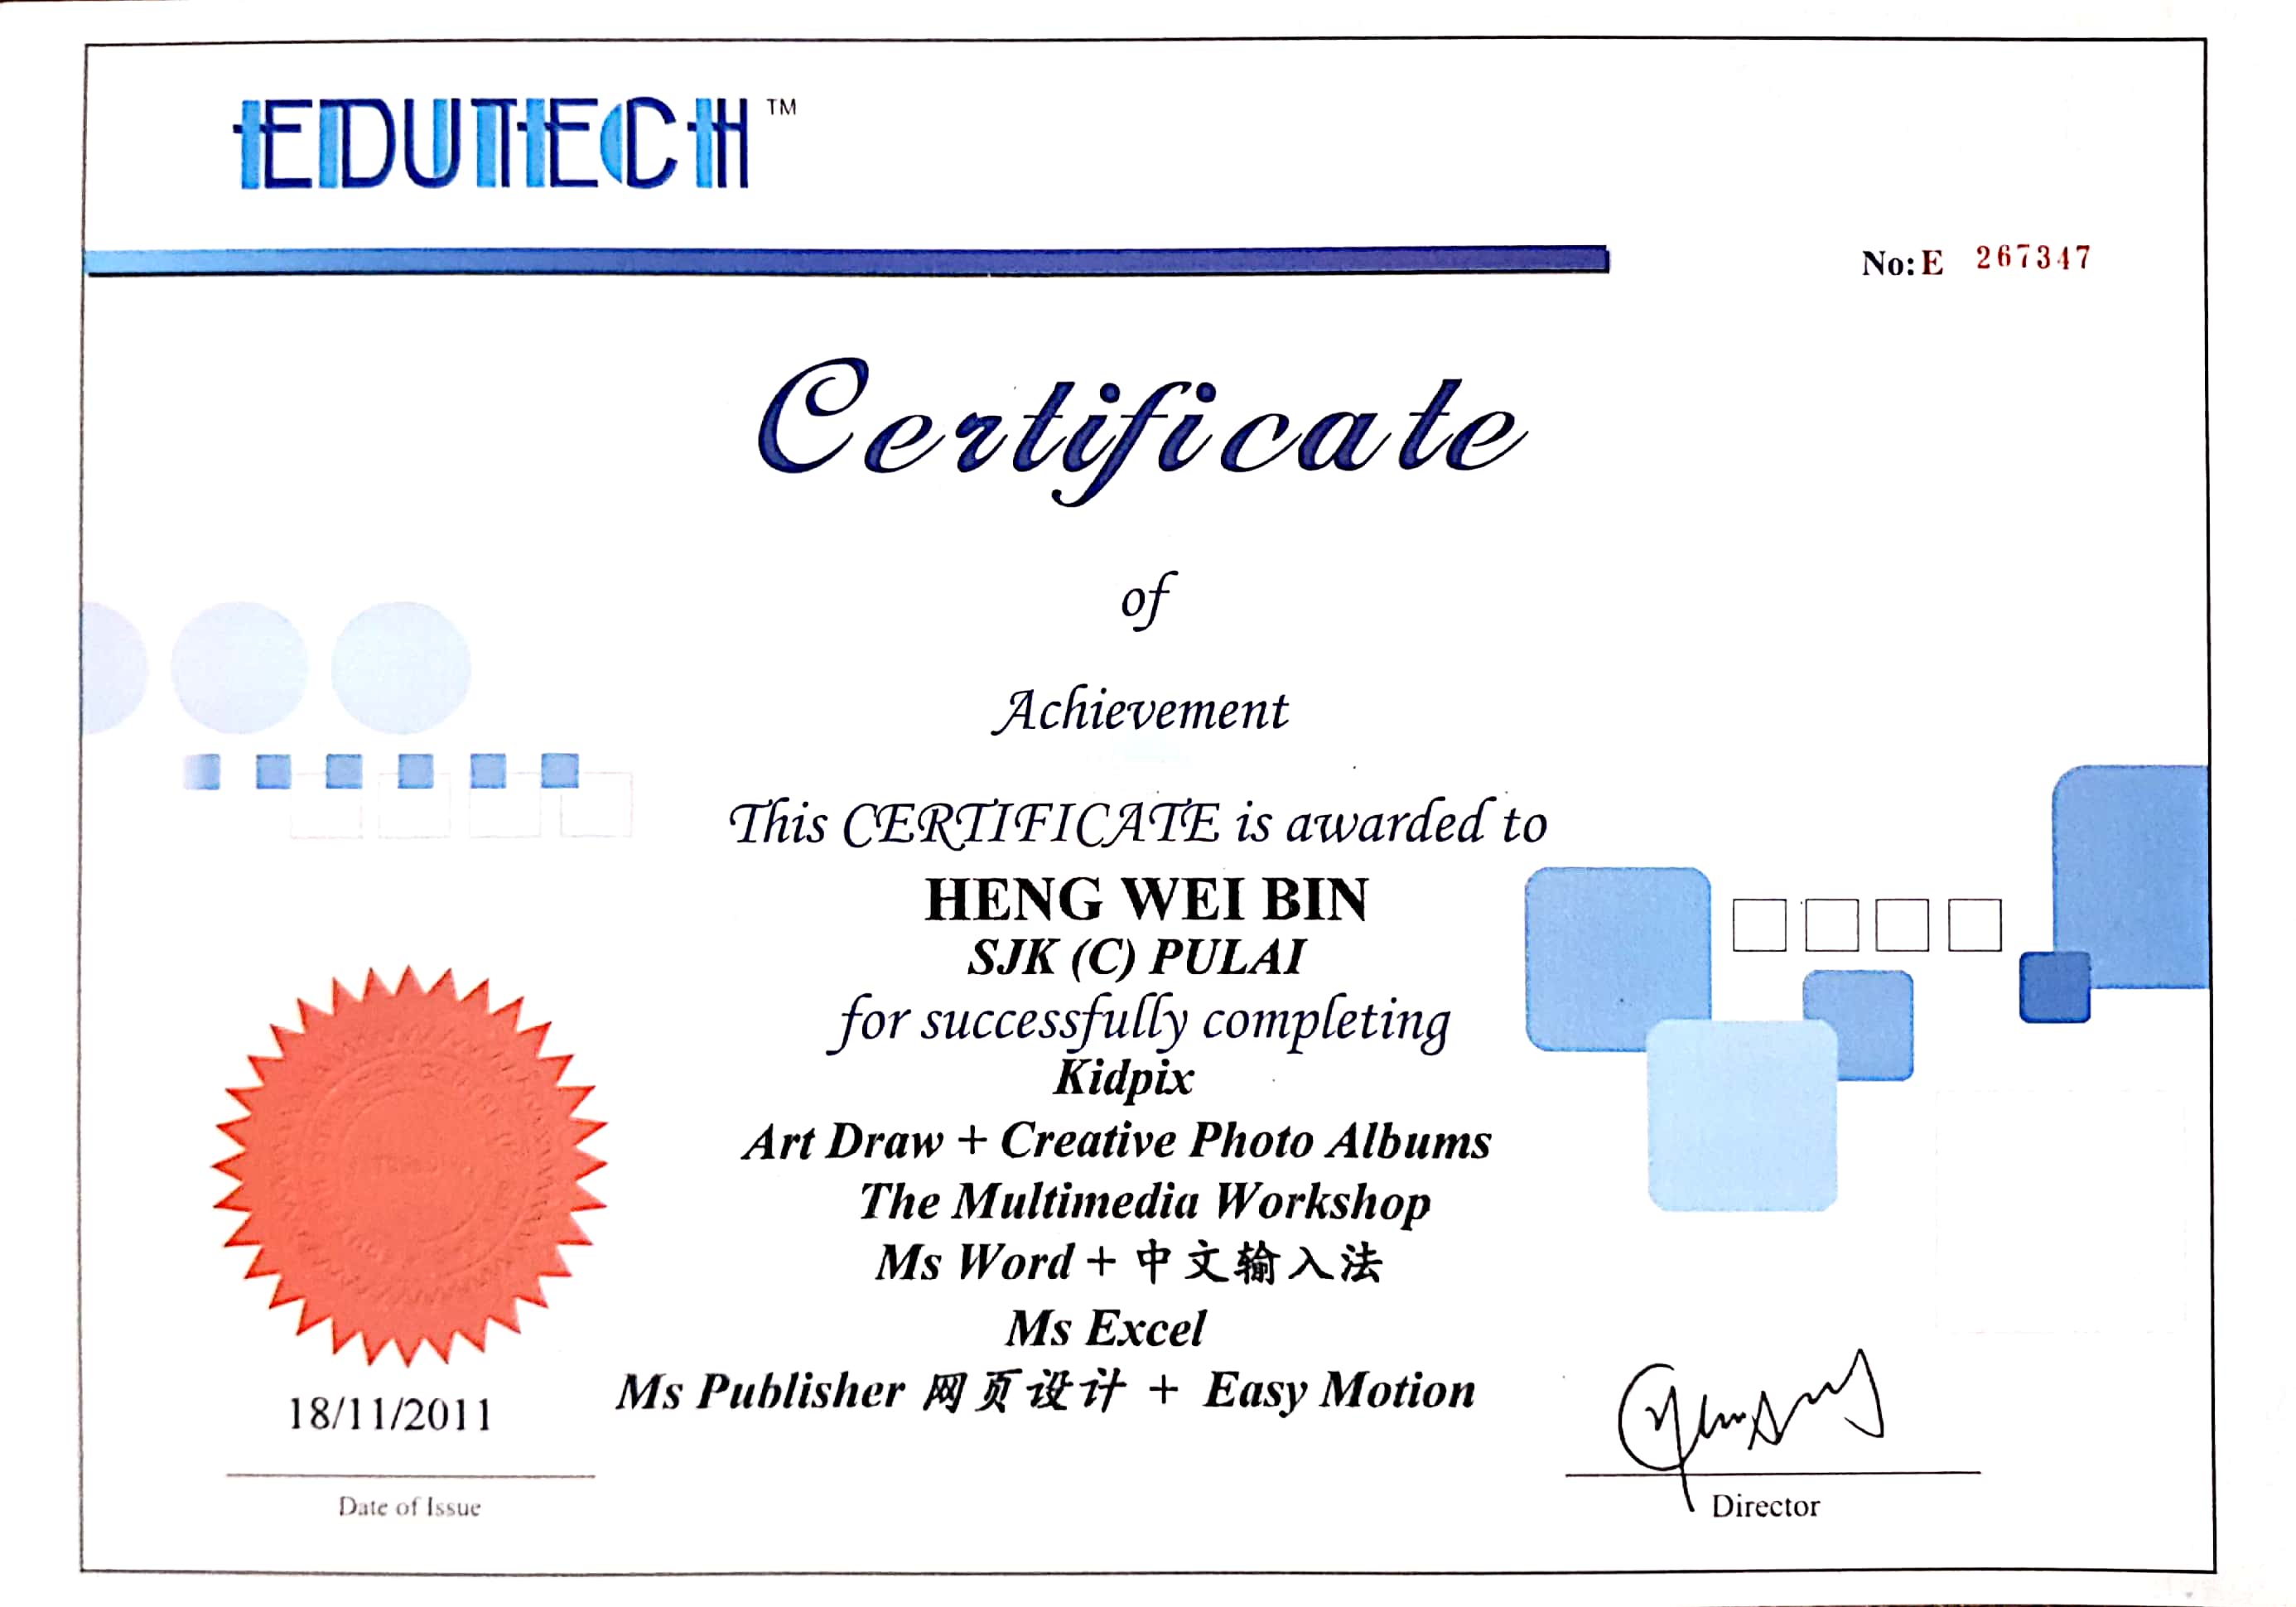 EDUTECH™
No:E 267347
Certificate
of
Achievement
This CERTIFICATE is awarded to
HENG WEI BIN
SJK (C) PULAI
for successfully completing
Kidpix
Art Draw + Creative Photo Albums
The Multimedia Workshop
Ms Word + 中文输入法
Ms Excel
Ms Publisher 网页设计 + Easy Motion
18/11/2011
Date of Issue
Director